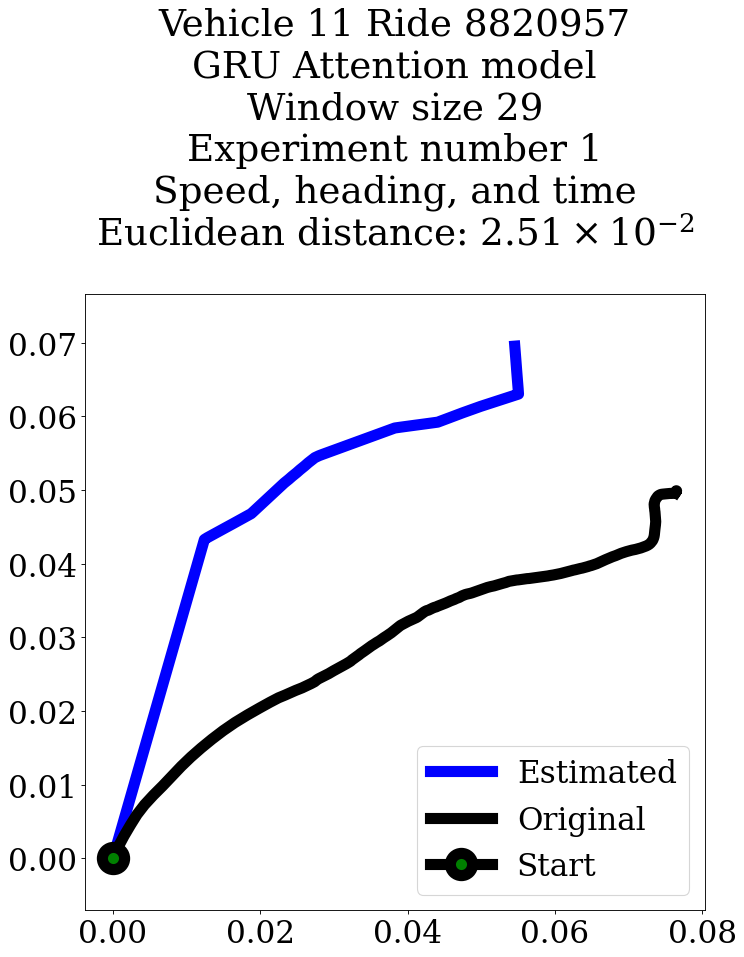 Vehicle 11 Ride 8820957
GRU Attention model
Window size 29
Experiment number 1
Speed, heading, and time
Euclidean distance: 2.51 × 10⁻²
0.07
0.06
0.05
0.04
0.03
0.02
0.01
0.00
Estimated
Original
Start
0.00 0.02 0.04 0.06 0.08